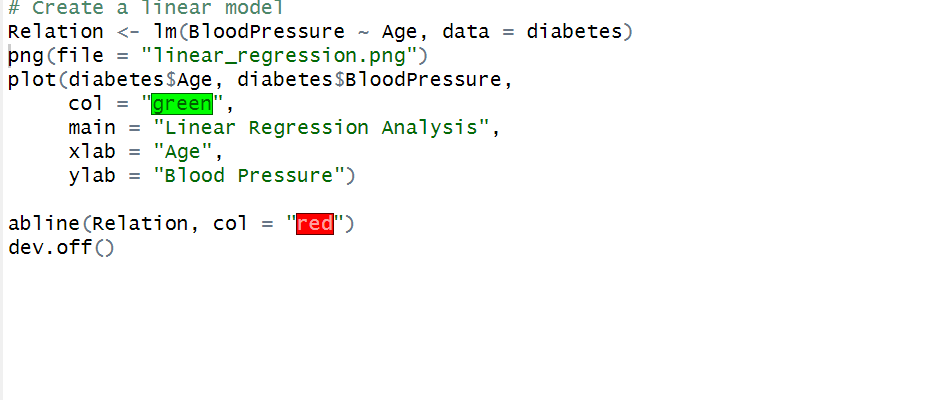 # Create a linear model
Relation <- lm(BloodPressure ~ Age, data = diabetes)
png(file = "linear_regression.png")
plot(diabetes$Age, diabetes$BloodPressure,
     col = "green",
     main = "Linear Regression Analysis",
     xlab = "Age",
     ylab = "Blood Pressure")
abline(Relation, col = "red")
dev.off()